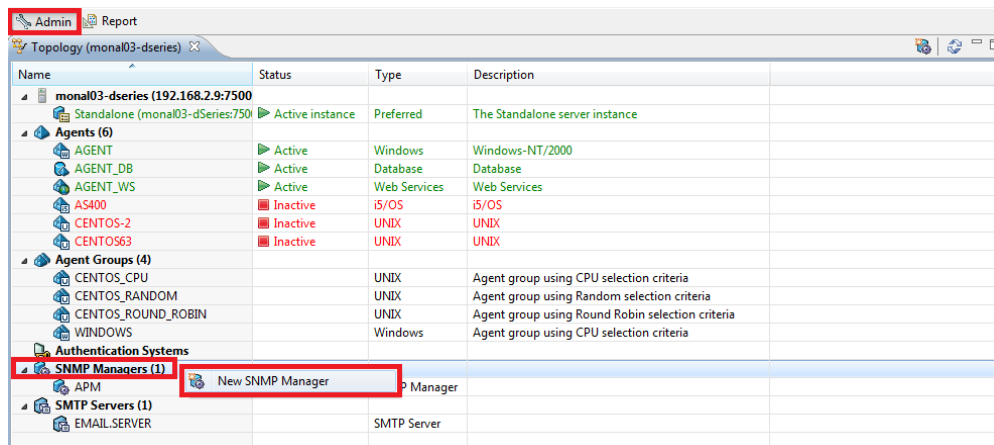 Admin Report
Topology (monal03-dseries)
Name Status Type Description
monal03-dseries (192.168.2.9:7500
Standalone (monal03-dSeries:750 Active instance Preferred The Standalone server instance
Agents (6)
AGENT Active Windows Windows-NT/2000
AGENT_DB Active Database Database
AGENT_WS Active Web Services Web Services
AS400 Inactive i5/OS i5/OS
CENTOS-2 Inactive UNIX UNIX
CENTOS63 Inactive UNIX UNIX
Agent Groups (4)
CENTOS_CPU UNIX Agent group using CPU selection criteria
CENTOS_RANDOM UNIX Agent group using Random selection criteria
CENTOS_ROUND_ROBIN UNIX Agent group using Round Robin selection criteria
WINDOWS Windows Agent group using CPU selection criteria
Authentication Systems
SNMP Managers (1)
New SNMP Manager
APM P Manager
SMTP Servers (1)
EMAIL.SERVER SMTP Server